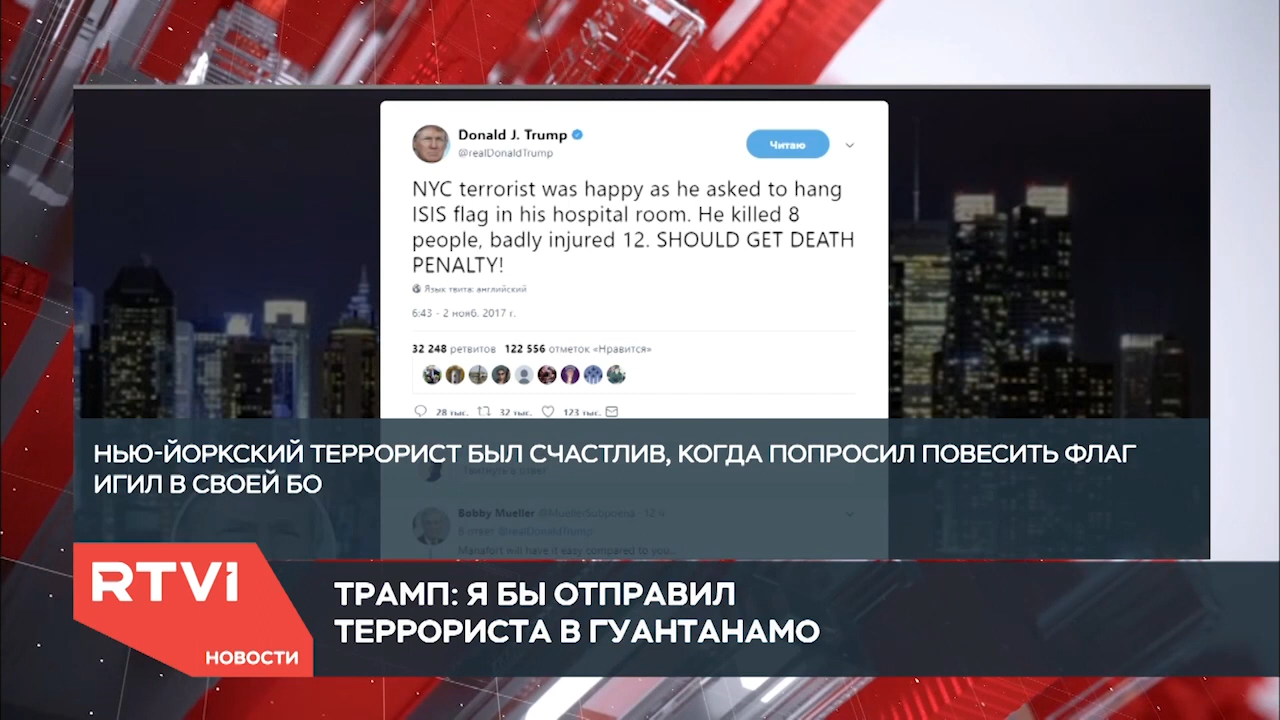 Donald J. Trump
@realDonaldTrump
Читаю
NYC terrorist was happy as he asked to hang
ISIS flag in his hospital room. He killed 8
people, badly injured 12. SHOULD GET DEATH
PENALTY!
Язык твита: английский
6:43 - 2 нояб. 2017 г.
32 248 ретвитов 122 556 отметок «Нравится»
28 тыс. 32 тыс. 123 тыс.
НЬЮ-ЙОРКСКИЙ ТЕРРОРИСТ БЫЛ СЧАСТЛИВ, КОГДА ПОПРОСИЛ ПОВЕСИТЬ ФЛАГ
ИГИЛ В СВОЕЙ БО
Твитнуть в ответ
Bobby Mueller @MuellerSubpoena · 12 ч
В ответ @realDonaldTrump
Manafort will have it easy compared to you...
RTVI
НОВОСТИ
ТРАМП: Я БЫ ОТПРАВИЛ
ТЕРРОРИСТА В ГУАНТАНАМО